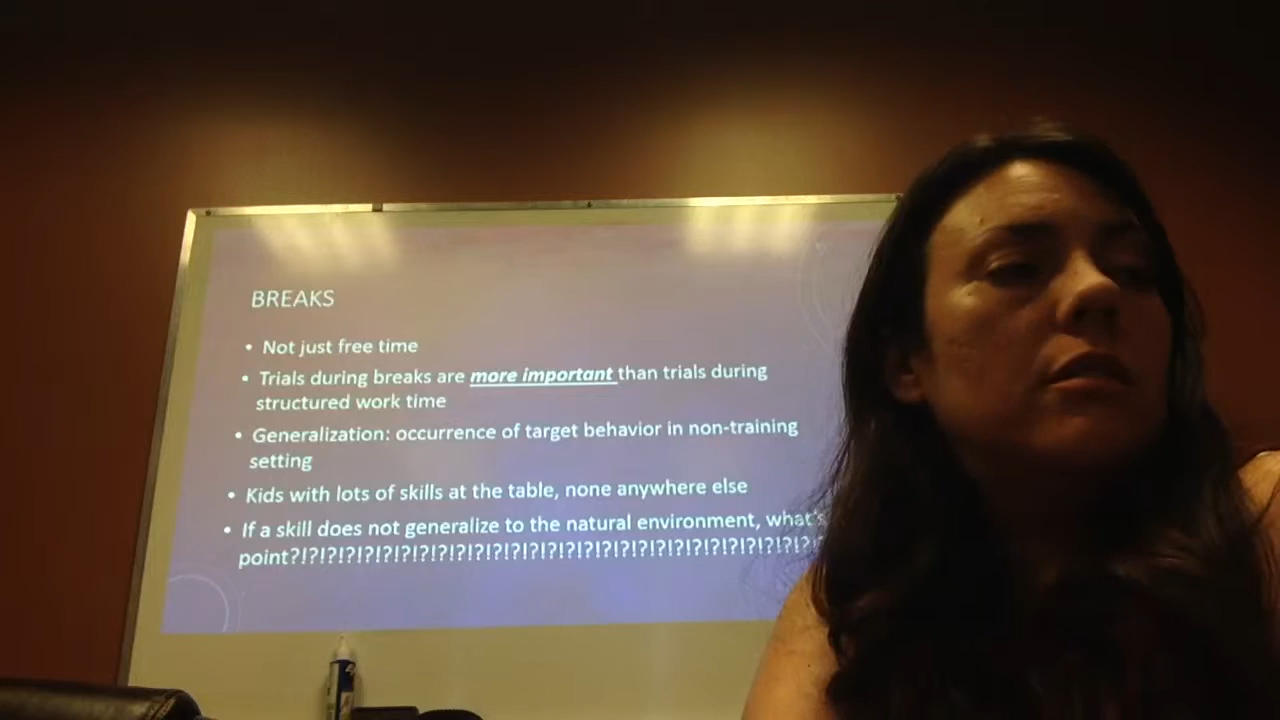 BREAKS
• Not just free time
• Trials during breaks are more important than trials during
structured work time
• Generalization: occurrence of target behavior in non-training
setting
• Kids with lots of skills at the table, none anywhere else
• If a skill does not generalize to the natural environment, what's
point?!?!?!?!?!?!?!?!?!?!?!?!?!?!?!?!?!?!?!?!?!?!?!?!?!?!?!?